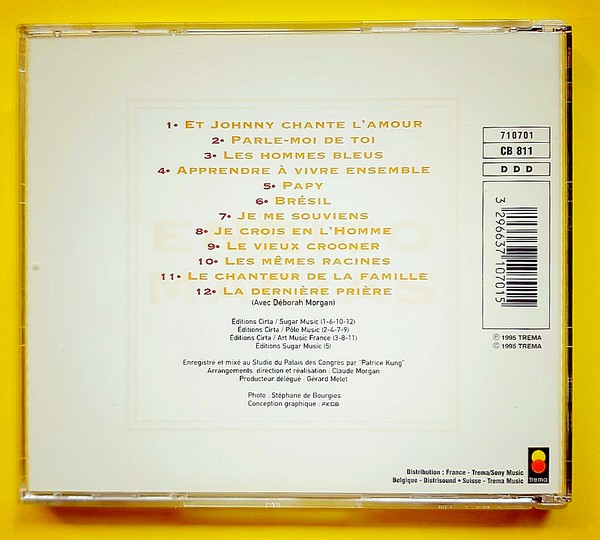 1• Et Johnny chante l'amour
2• Parle-moi de toi
3• Les hommes bleus
4• Apprendre à vivre ensemble
5• Papy
6• Brésil
7• Je me souviens
8• Je crois en l'Homme
9• Le vieux crooner
10• Les mêmes racines
11• Le chanteur de la famille
12• La dernière prière
(Avec Déborah Morgan)
Éditions Cirta / Sugar Music (1-6-10-12)
Éditions Cirta / Pôle Music (2-4-7-9)
Éditions Cirta / Art Music France (3-8-11)
Éditions Sugar Music (5)
Enregistré et mixé au Studio du Palais des Congrès par "Patrice Kung"
Arrangements, direction et réalisation : Claude Morgan
Producteur délégué : Gérard Melet
Photo : Stéphane de Bourgies
Conception graphique : FKGB
710701
CB 811
D D D
3 296637 107015
℗ 1995 TREMA
© 1995 TREMA
trema
Distribution : France - Trema/Sony Music
Belgique - Distrisound • Suisse - Trema Music